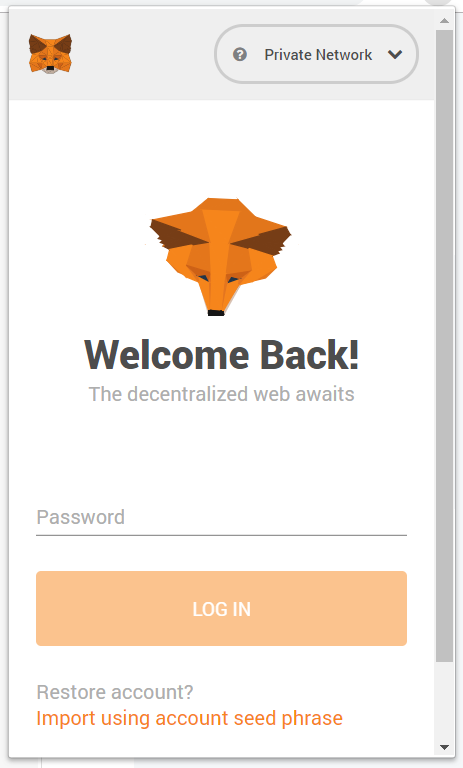 Private Network
Welcome Back!
The decentralized web awaits
Password
LOG IN
Restore account?
Import using account seed phrase